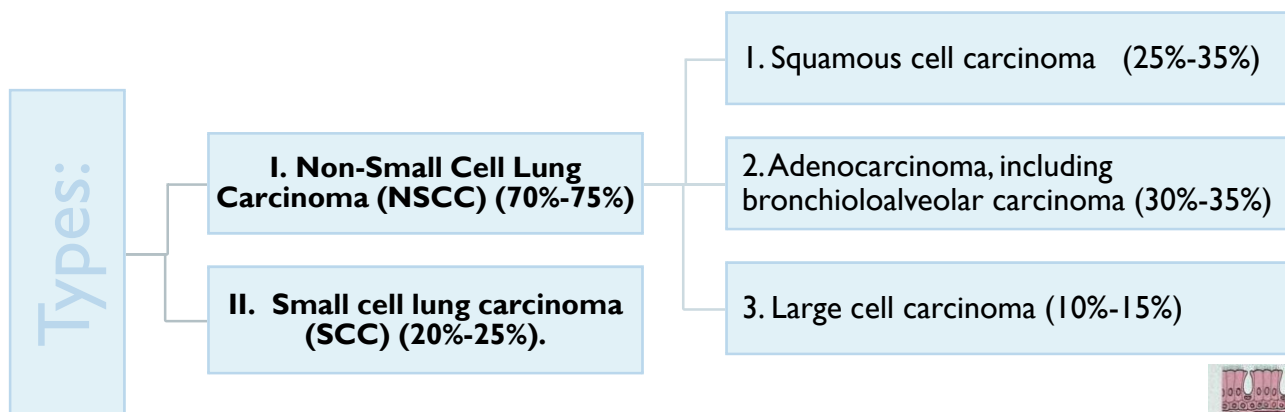 Types:
I. Non-Small Cell Lung
Carcinoma (NSCC) (70%-75%)
II. Small cell lung carcinoma
(SCC) (20%-25%).
1. Squamous cell carcinoma (25%-35%)
2. Adenocarcinoma, including
bronchioloalveolar carcinoma (30%-35%)
3. Large cell carcinoma (10%-15%)